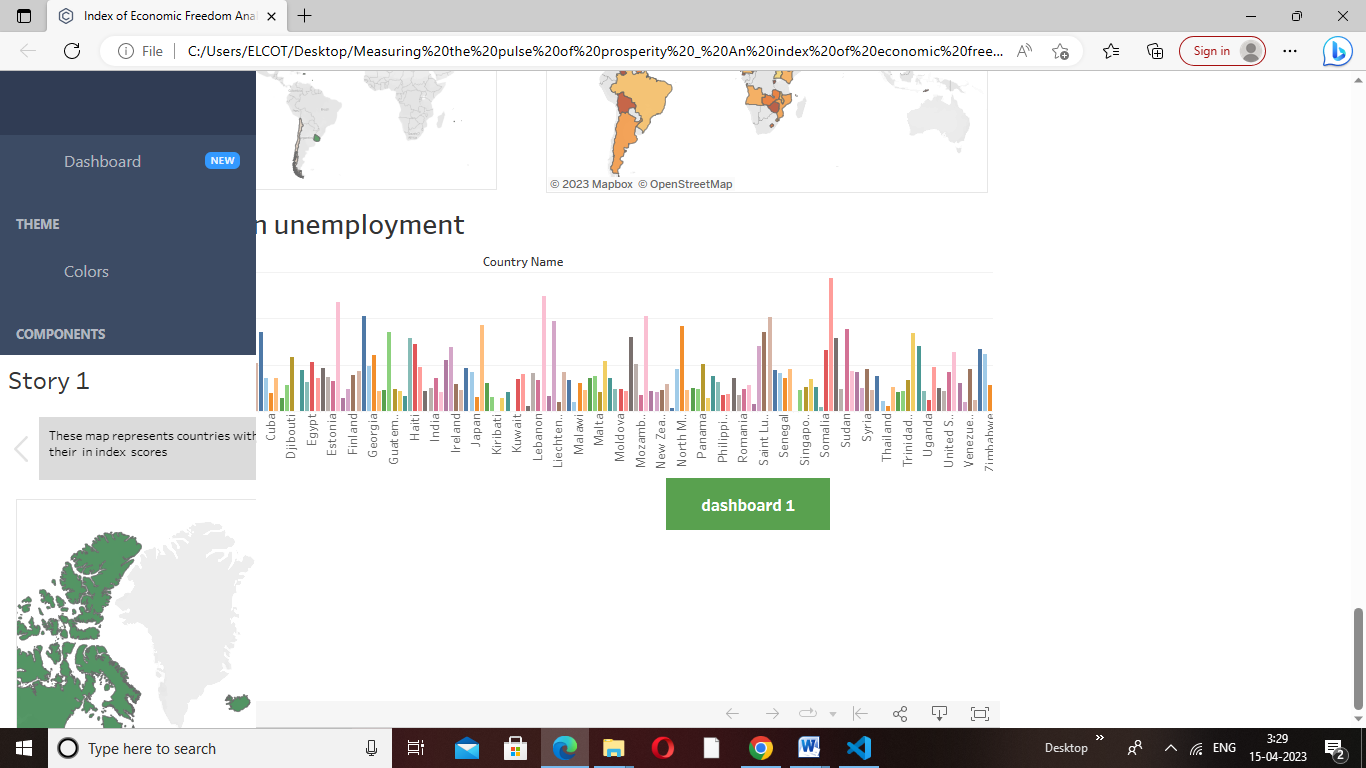 Index of Economic Freedom Anal
File
C:/Users/ELCOT/Desktop/Measuring%20the%20pulse%20of%20prosperity%20_%20An%20index%20of%20economic%20free...
Sign in
Dashboard
NEW
THEME
Colors
COMPONENTS
© 2023 Mapbox © OpenStreetMap
n unemployment
Country Name
Cuba
Djibouti
Egypt
Estonia
Finland
Georgia
Guatem..
Haiti
India
Ireland
Japan
Kiribati
Kuwait
Lebanon
Liechten..
Malawi
Malta
Moldova
Mozamb..
New Zea..
North M..
Panama
Philippi..
Romania
Saint Lu..
Senegal
Singapo..
Somalia
Sudan
Syria
Thailand
Trinidad..
Uganda
United S..
Venezue..
Zimbabwe
dashboard 1
Story 1
These map represents countries with
their in index scores
Type here to search
Desktop
ENG
3:29
15-04-2023
2